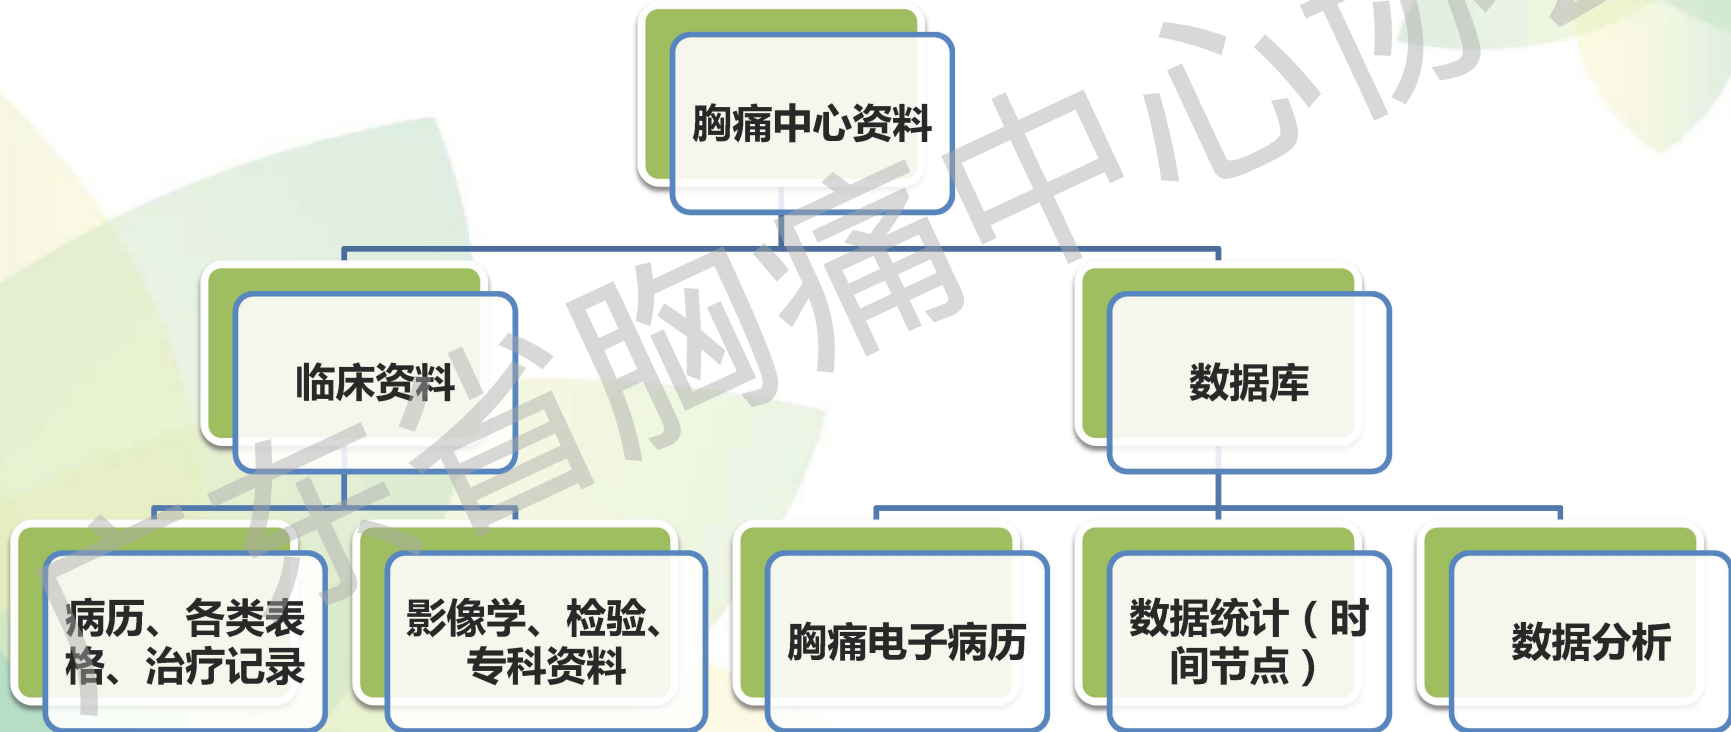 胸痛中心资料
临床资料
数据库
病历、各类表
格、治疗记录
影像学、检验、
专科资料
胸痛电子病历
数据统计（时
间节点）
数据分析
广东省胸痛中心协